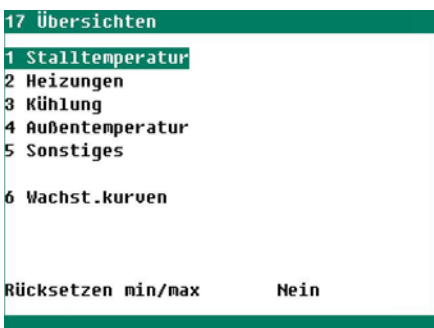 17 Übersichten
1 Stalltemperatur
2 Heizungen
3 Kühlung
4 Außentemperatur
5 Sonstiges
6 Wachst.kurven
Rücksetzen min/max Nein